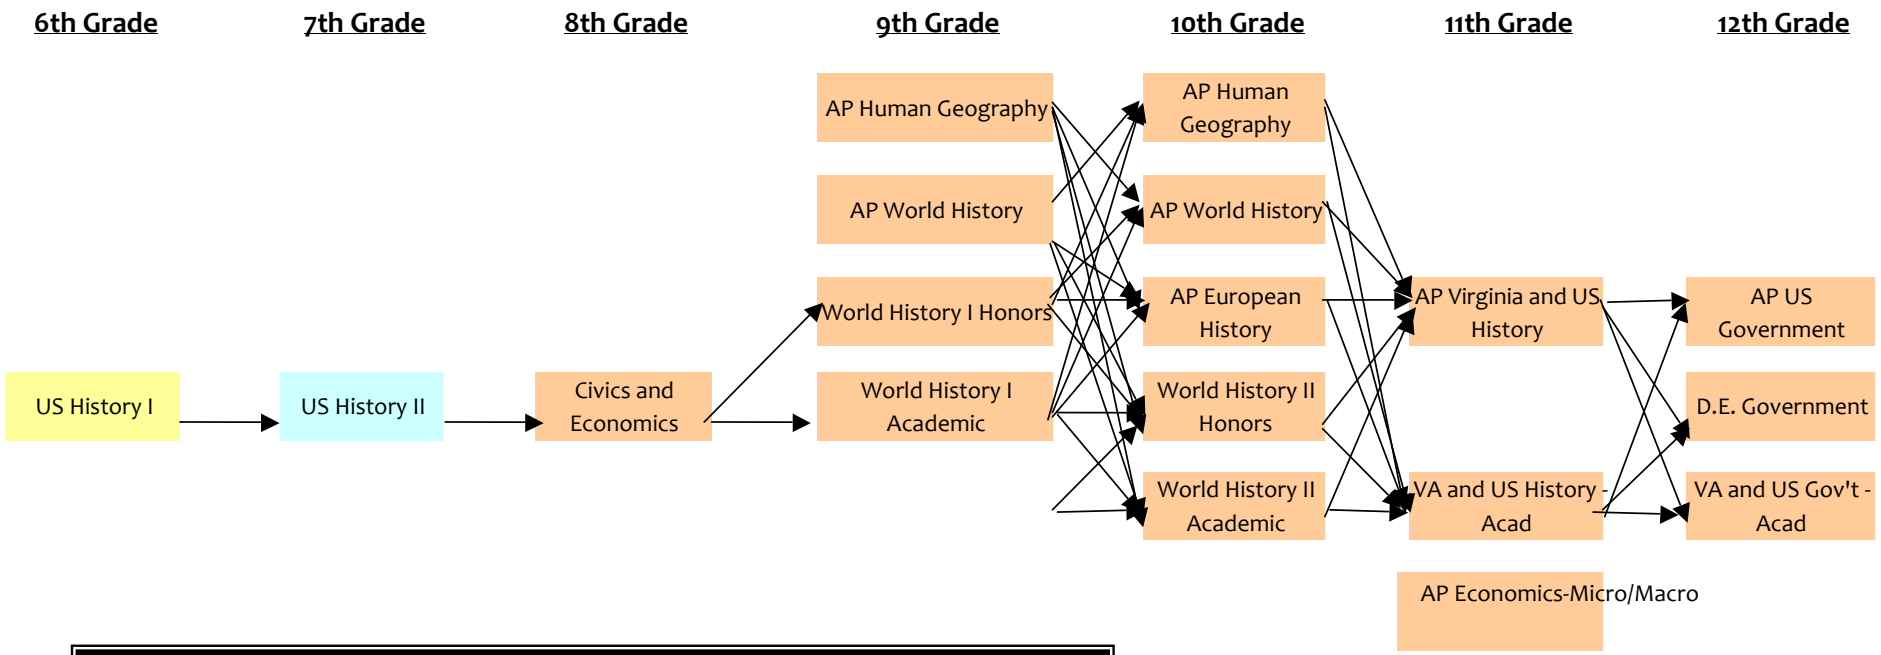 6th Grade
7th Grade
8th Grade
9th Grade
10th Grade
11th Grade
12th Grade
AP Human Geography
AP Human
Geography
AP World History
AP World History
World History I Honors
AP European
History
AP Virginia and US
History
AP US
Government
US History I
US History II
Civics and
Economics
World History I
Academic
World History II
Honors
D.E. Government
World History II
Academic
VA and US History -
Acad
VA and US Gov't -
Acad
AP Economics-Micro/Macro